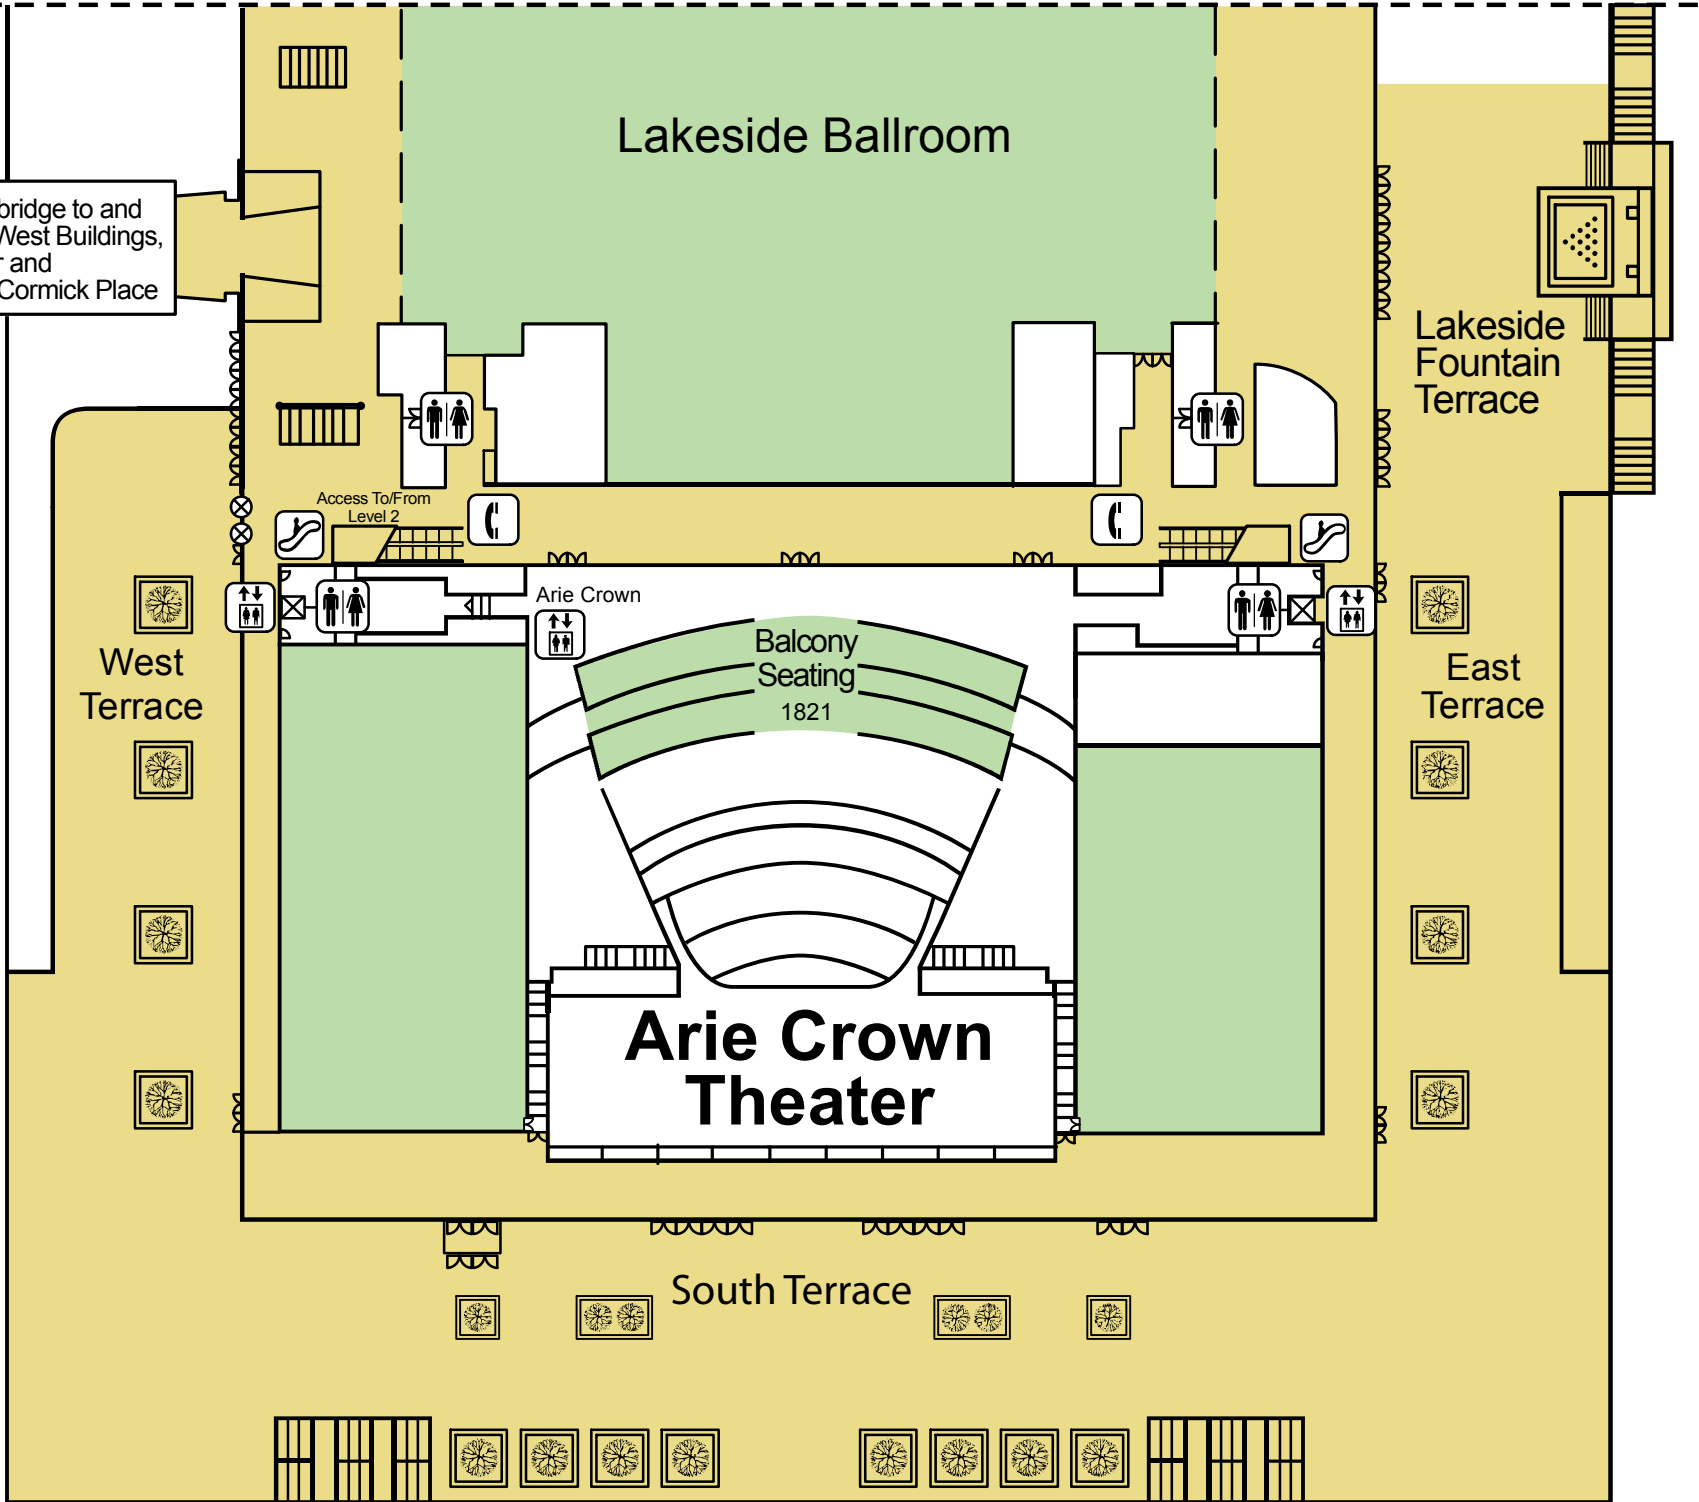 Lakeside Ballroom
bridge to and
West Buildings,
and
Cormick Place
Lakeside
Fountain
Terrace
Access To/From
Level 2
Arie Crown
Balcony
Seating
1821
West
Terrace
East
Terrace
Arie Crown
Theater
South Terrace